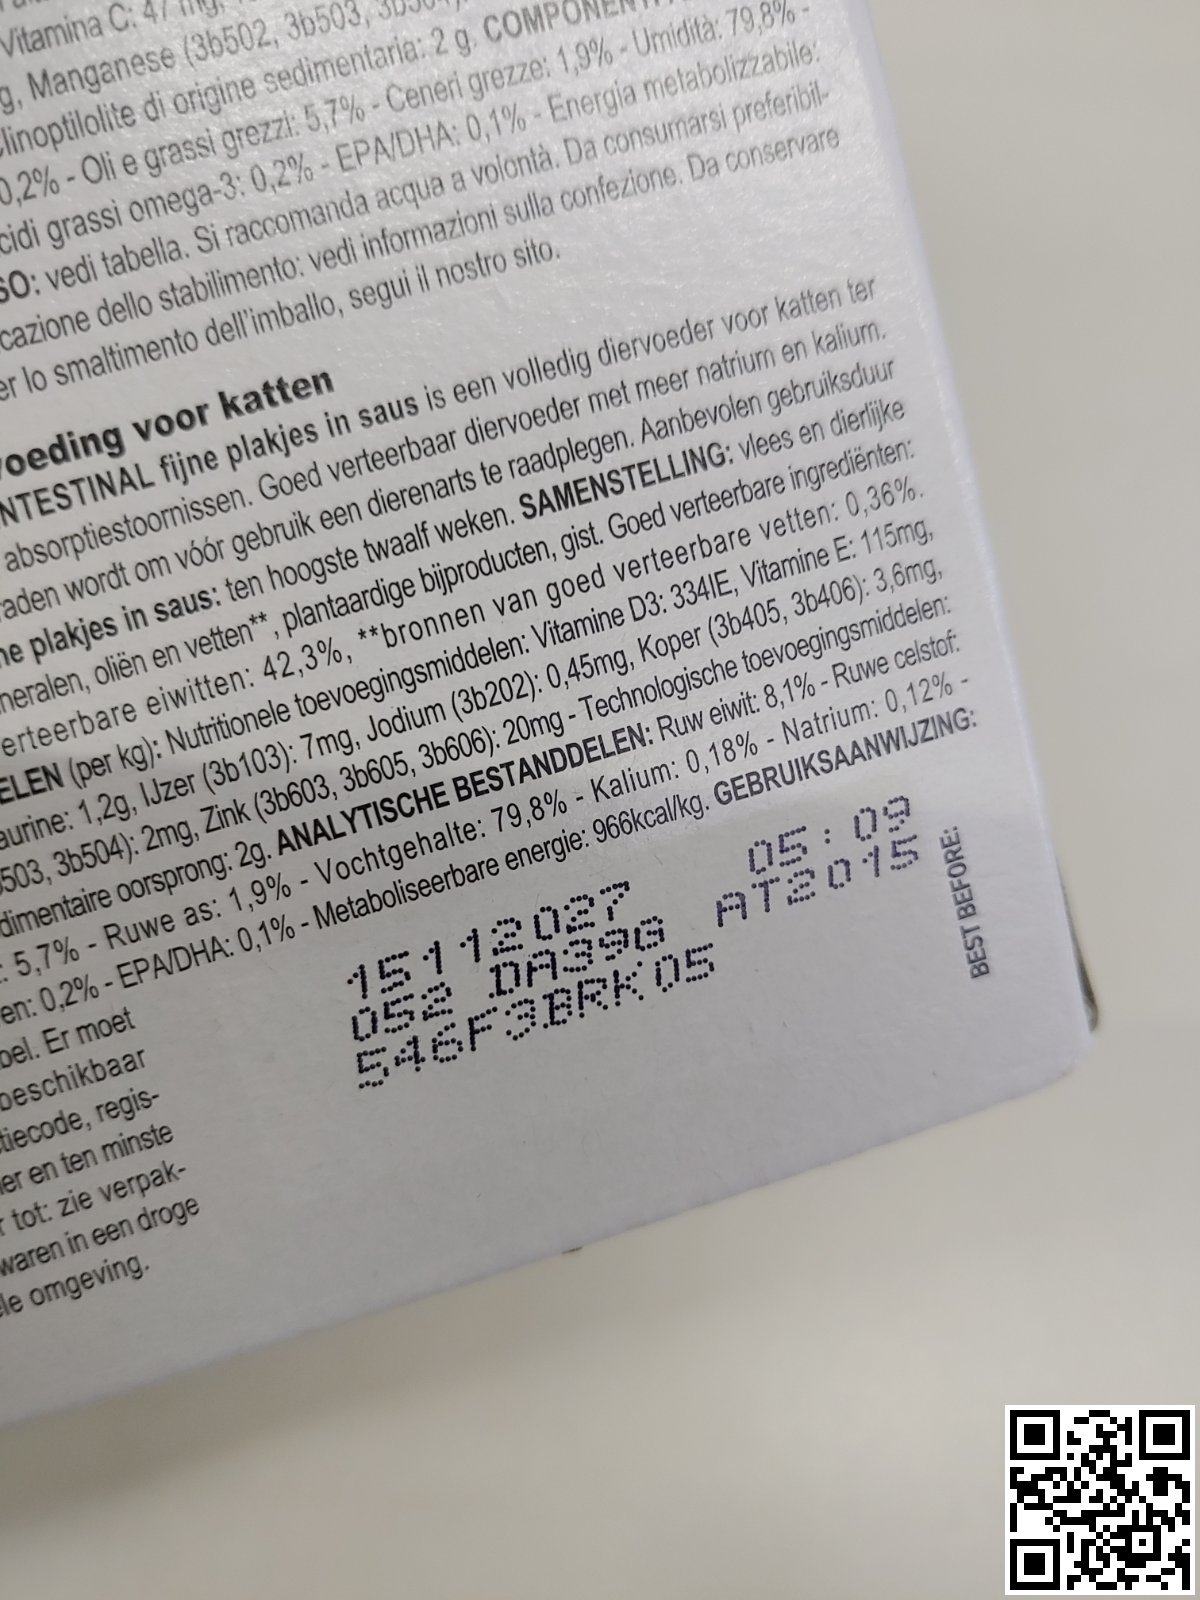 Vitamina C: 47 mg,
g, Manganese (3b502, 3b503, 3b504):
clinoptilolite di origine sedimentaria: 2 g. COMPONENTI
0,2% - Oli e grassi grezzi: 5,7% - Ceneri grezze: 1,9% - Umidità: 79,8% -
cidi grassi omega-3: 0,2% - EPA/DHA: 0,1% - Energia metabolizzabile:
SO: vedi tabella. Si raccomanda acqua a volontà. Da consumarsi preferibil-
cazione dello stabilimento: vedi informazioni sulla confezione. Da conservare
er lo smaltimento dell'imballo, segui il nostro sito.
voeding voor katten
NTESTINAL fijne plakjes in saus is een volledig diervoeder voor katten ter
absorptiestoornissen. Goed verteerbaar diervoeder met meer natrium en kalium.
raden wordt om vóór gebruik een dierenarts te raadplegen. Aanbevolen gebruiksduur
ne plakjes in saus: ten hoogste twaalf weken. SAMENSTELLING: vlees en dierlijke
neralen, oliën en vetten**, plantaardige bijproducten, gist. Goed verteerbare ingrediënten:
erteerbare eiwitten: 42,3%, **bronnen van goed verteerbare vetten: 0,36%.
ELEN (per kg): Nutritionele toevoegingsmiddelen: Vitamine D3: 334IE, Vitamine E: 115mg,
aurine: 1,2g, IJzer (3b103): 7mg, Jodium (3b202): 0,45mg, Koper (3b405, 3b406): 3,6mg,
503, 3b504): 2mg, Zink (3b603, 3b605, 3b606): 20mg - Technologische toevoegingsmiddelen:
dimentaire oorsprong: 2g. ANALYTISCHE BESTANDDELEN: Ruw eiwit: 8,1% - Ruwe celstof:
: 5,7% - Ruwe as: 1,9% - Vochtgehalte: 79,8% - Kalium: 0,18% - Natrium: 0,12% -
en: 0,2% - EPA/DHA: 0,1% - Metaboliseerbare energie: 966kcal/kg. GEBRUIKSAANWIJZING:
bel. Er moet
beschikbaar
tiecode, regis-
er en ten minste
r tot: zie verpak-
waren in een droge
ele omgeving.
15112027 05:09
052 DA39G AT2015
546F3BRK05
BEST BEFORE: